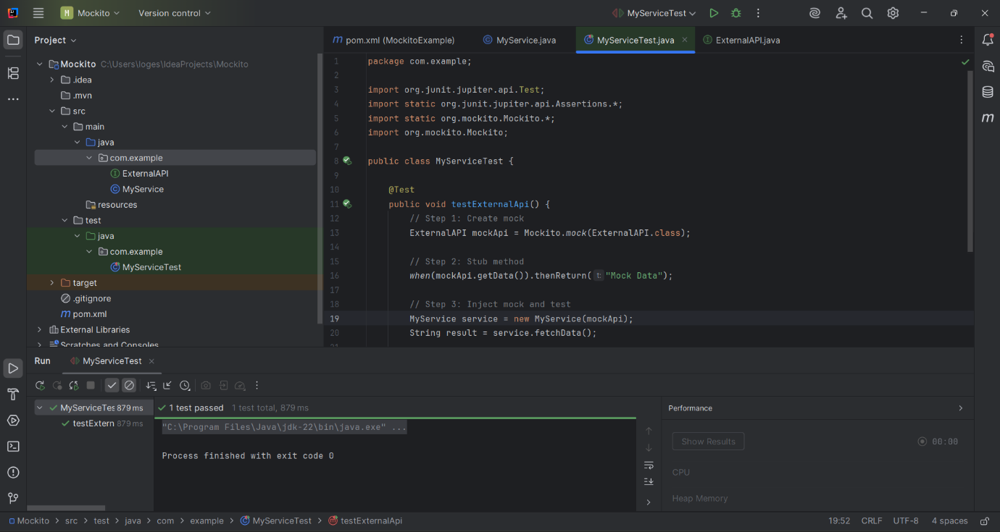 M Mockito Version control MyServiceTest
Project
Mockito C:\Users\loges\IdeaProjects\Mockito
.idea
.mvn
src
main
java
com.example
ExternalAPI
MyService
resources
test
java
com.example
MyServiceTest
target
.gitignore
pom.xml
External Libraries
Scratches and Consoles
pom.xml (MockitoExample) MyService.java MyServiceTest.java ExternalAPI.java
1 package com.example;
2
3 import org.junit.jupiter.api.Test;
4 import static org.junit.jupiter.api.Assertions.*;
5 import static org.mockito.Mockito.*;
6 import org.mockito.Mockito;
7
8 public class MyServiceTest {
9
10 @Test
11 public void testExternalApi() {
12 // Step 1: Create mock
13 ExternalAPI mockApi = Mockito.mock(ExternalAPI.class);
14
15 // Step 2: Stub method
16 when(mockApi.getData()).thenReturn( t: "Mock Data");
17
18 // Step 3: Inject mock and test
19 MyService service = new MyService(mockApi);
20 String result = service.fetchData();
21
Run MyServiceTest
MyServiceTes 879 ms
testExtern 879 ms
1 test passed 1 test total, 879 ms
"C:\Program Files\Java\jdk-22\bin\java.exe" ...
Process finished with exit code 0
Performance
Show Results 00:00
CPU
Heap Memory
Mockito > src > test > java > com > example > MyServiceTest > testExternalApi 19:52 CRLF UTF-8 4 spaces